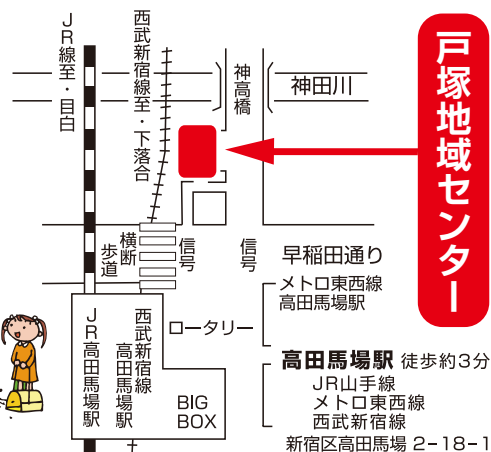 JR線至・目白
西武新宿線至・下落合
神高橋
神田川
戸塚地域センター
横断
歩道
信号
信号
早稲田通り
メトロ東西線
高田馬場駅
ロータリー
JR高田馬場駅
西武新宿線
高田馬場駅
BIG
BOX
高田馬場駅 徒歩約3分
JR山手線
メトロ東西線
西武新宿線
新宿区高田馬場 2-18-1